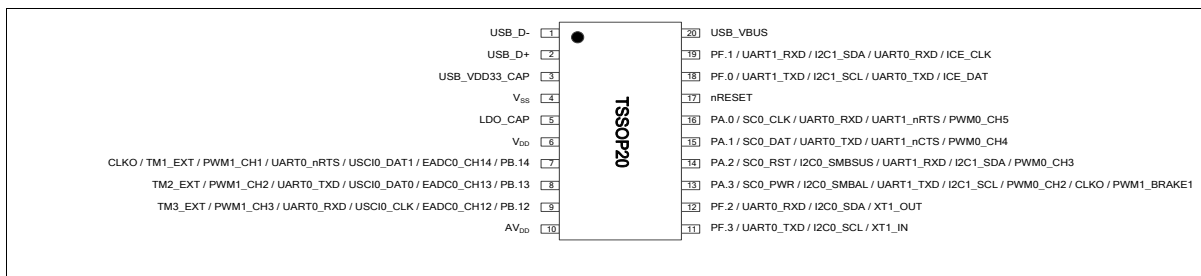 USB_D- 1
USB_D+ 2
USB_VDD33_CAP 3
VSS 4
LDO_CAP 5
VDD 6
CLKO / TM1_EXT / PWM1_CH1 / UART0_nRTS / USCI0_DAT1 / EADC0_CH14 / PB.14 7
TM2_EXT / PWM1_CH2 / UART0_TXD / USCI0_DAT0 / EADC0_CH13 / PB.13 8
TM3_EXT / PWM1_CH3 / UART0_RXD / USCI0_CLK / EADC0_CH12 / PB.12 9
AVDD 10
TSSOP20
20 USB_VBUS
19 PF.1 / UART1_RXD / I2C1_SDA / UART0_RXD / ICE_CLK
18 PF.0 / UART1_TXD / I2C1_SCL / UART0_TXD / ICE_DAT
17 nRESET
16 PA.0 / SC0_CLK / UART0_RXD / UART1_nRTS / PWM0_CH5
15 PA.1 / SC0_DAT / UART0_TXD / UART1_nCTS / PWM0_CH4
14 PA.2 / SC0_RST / I2C0_SMBSUS / UART1_RXD / I2C1_SDA / PWM0_CH3
13 PA.3 / SC0_PWR / I2C0_SMBAL / UART1_TXD / I2C1_SCL / PWM0_CH2 / CLKO / PWM1_BRAKE1
12 PF.2 / UART0_RXD / I2C0_SDA / XT1_OUT
11 PF.3 / UART0_TXD / I2C0_SCL / XT1_IN